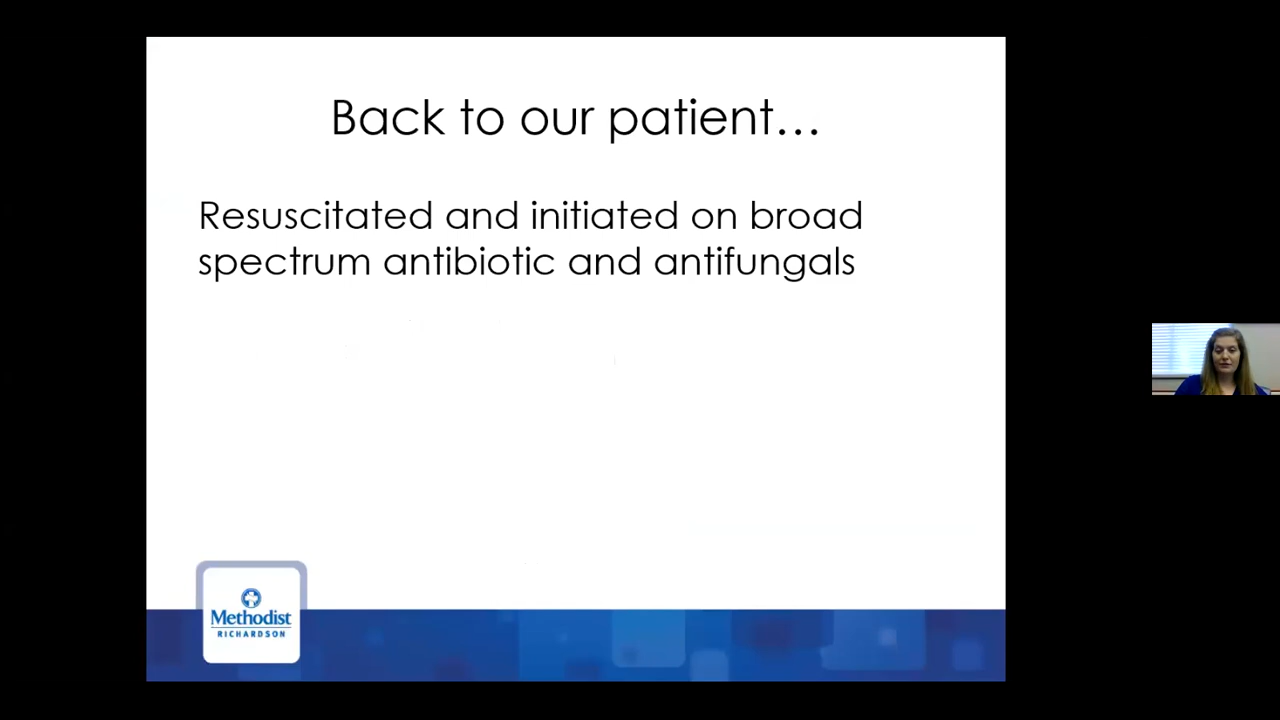 Back to our patient…
Resuscitated and initiated on broad
spectrum antibiotic and antifungals
Methodist
RICHARDSON